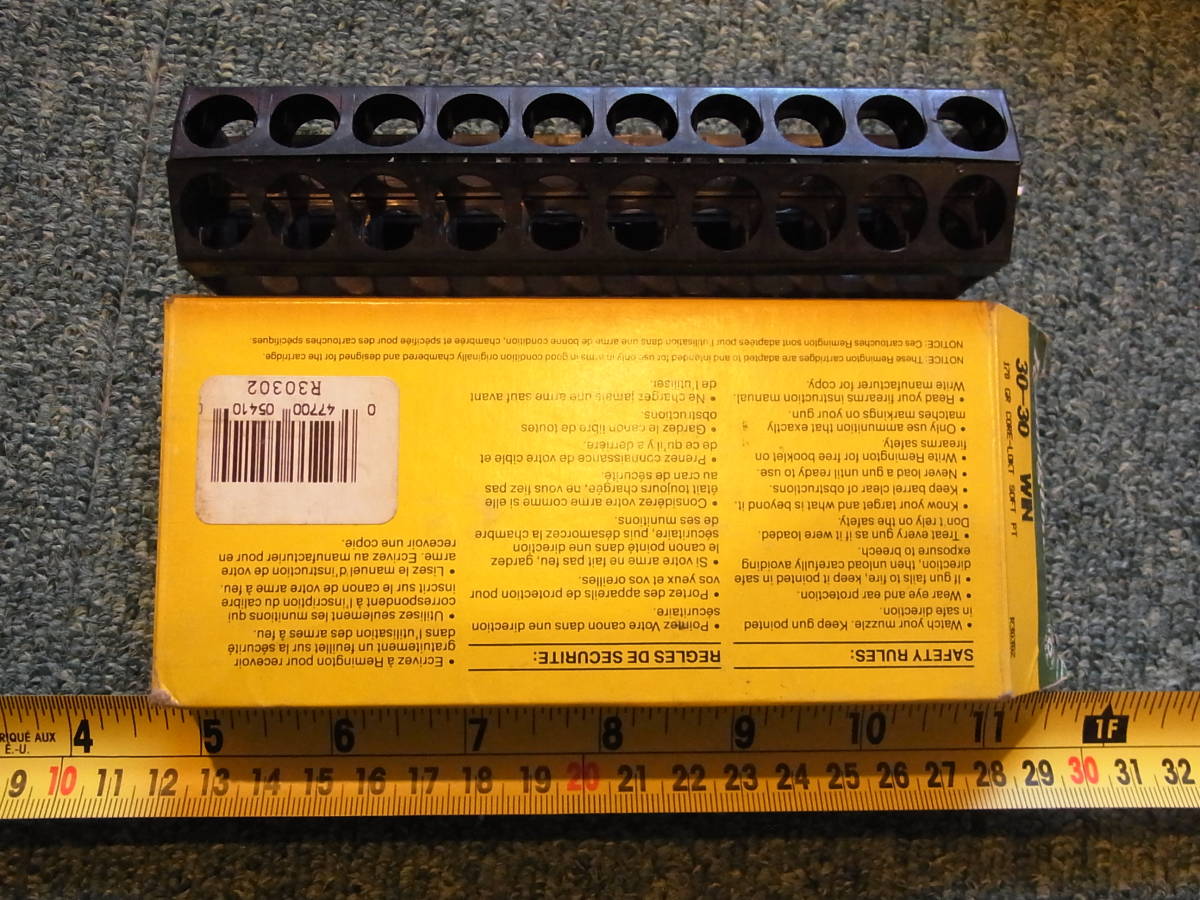 SAFETY RULES:
• Watch your muzzle. Keep gun pointed
in safe direction.
• Wear eye and ear protection.
• If gun fails to fire, keep it pointed in safe
direction, then unload carefully avoiding
exposure to breech.
• Treat every gun as if it were loaded.
Don't rely on the safety.
• Know your target and what is beyond it.
• Keep barrel clear of obstructions.
• Never load a gun until ready to use.
• Write Remington for free booklet on
firearms safety.
• Only use ammunition that exactly
matches markings on your gun.
• Read your firearms instruction manual.
Write manufacturer for copy.
REGLES DE SECURITE:
• Pointez Votre canon dans une direction
sécuritaire.
• Portez des appareils de protection pour
vos yeux et vos oreilles.
• Si votre arme ne fait pas feu, gardez
le canon pointé dans une direction
sécuritaire, puis désamorcez la chambre
de ses munitions.
• Considérez votre arme comme si elle
était toujours chargée, ne vous fiez pas
au cran de sécurité.
• Prenez connaissance de votre cible et
de ce qu'il y a derrière.
• Gardez le canon libre de toutes
obstructions.
• Ne chargez jamais une arme sauf avant
de l'utiliser.
• Ecrivez à Remington pour recevoir
gratuitement un feuillet sur la sécurité
dans l'utilisation des armes à feu.
• Utilisez seulement les munitions qui
correspondent à l'inscription du calibre
inscrit sur le canon de votre arme à feu.
• Lisez le manuel d'instruction de votre
arme. Ecrivez au manufacturier pour en
recevoir une copie.
0 47700 05410 0
R30302
NOTICE: These Remington cartridges are adapted to and intended for use only in arms in good condition originally chambered and designed for the cartridge.
NOTICE: Ces cartouches Remington sont adaptées pour l'utilisation dans une arme de bonne condition, chambrée et spécifiée pour des cartouches spécifiques.
30-30 WIN
170 GR CORE-LOKT SOFT PT
R30302
RIQUÉ AUX
É.-U.
4 5 6 7 8 9 10 11 1F
9 10 11 12 13 14 15 16 17 18 19 20 21 22 23 24 25 26 27 28 29 30 31 32